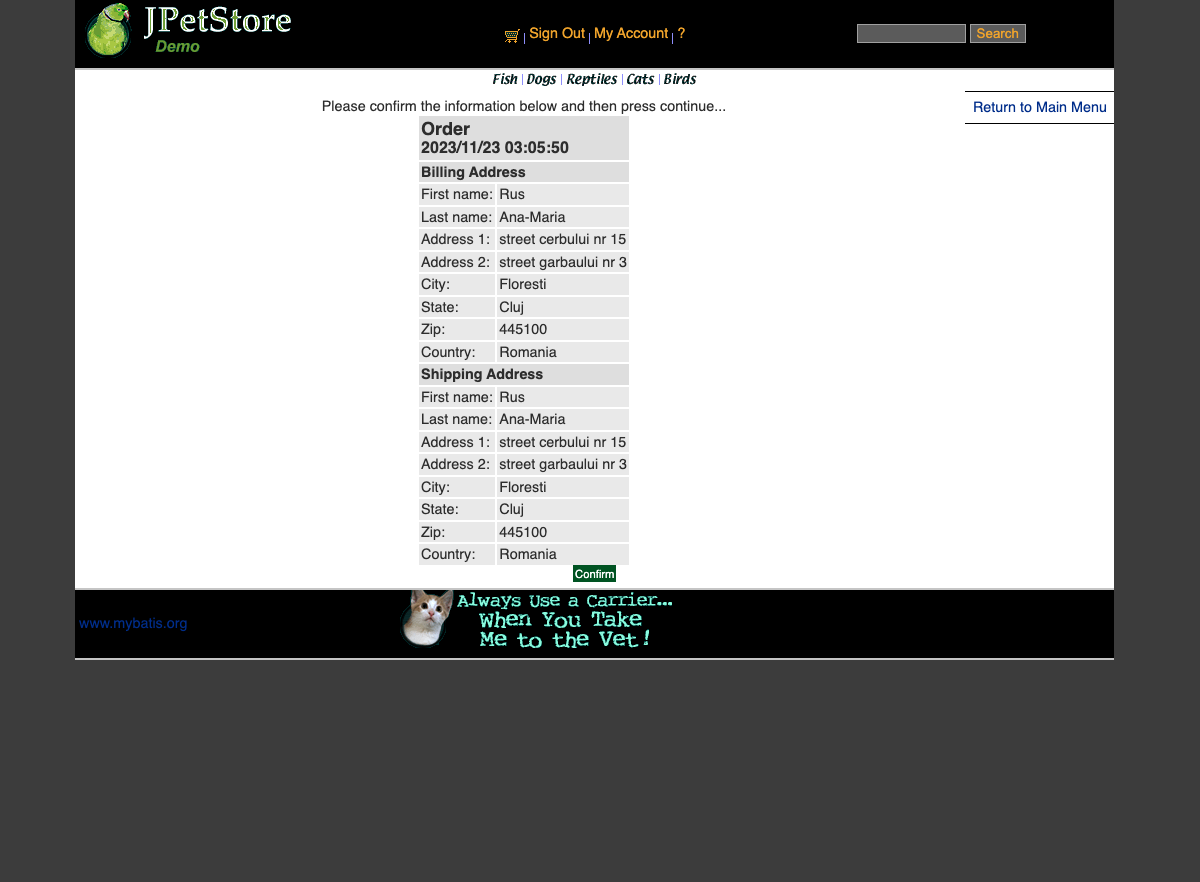 JPetStore
Demo
Sign Out | My Account | ?
Search
Fish | Dogs | Reptiles | Cats | Birds
Return to Main Menu
Please confirm the information below and then press continue...
Order
2023/11/23 03:05:50
Billing Address
First name: Rus
Last name: Ana-Maria
Address 1: street cerbului nr 15
Address 2: street garbaului nr 3
City: Floresti
State: Cluj
Zip: 445100
Country: Romania
Shipping Address
First name: Rus
Last name: Ana-Maria
Address 1: street cerbului nr 15
Address 2: street garbaului nr 3
City: Floresti
State: Cluj
Zip: 445100
Country: Romania
Confirm
www.mybatis.org
Always Use a Carrier...
When You Take
Me to the Vet!